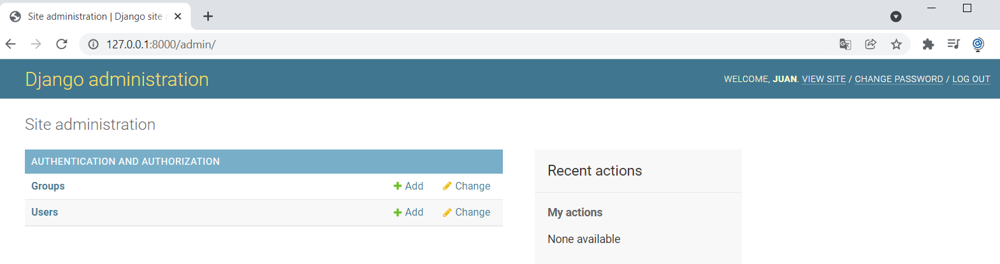 Site administration | Django site
127.0.0.1:8000/admin/
Django administration
WELCOME, JUAN. VIEW SITE / CHANGE PASSWORD / LOG OUT
Site administration
AUTHENTICATION AND AUTHORIZATION
Groups Add Change
Users Add Change
Recent actions
My actions
None available